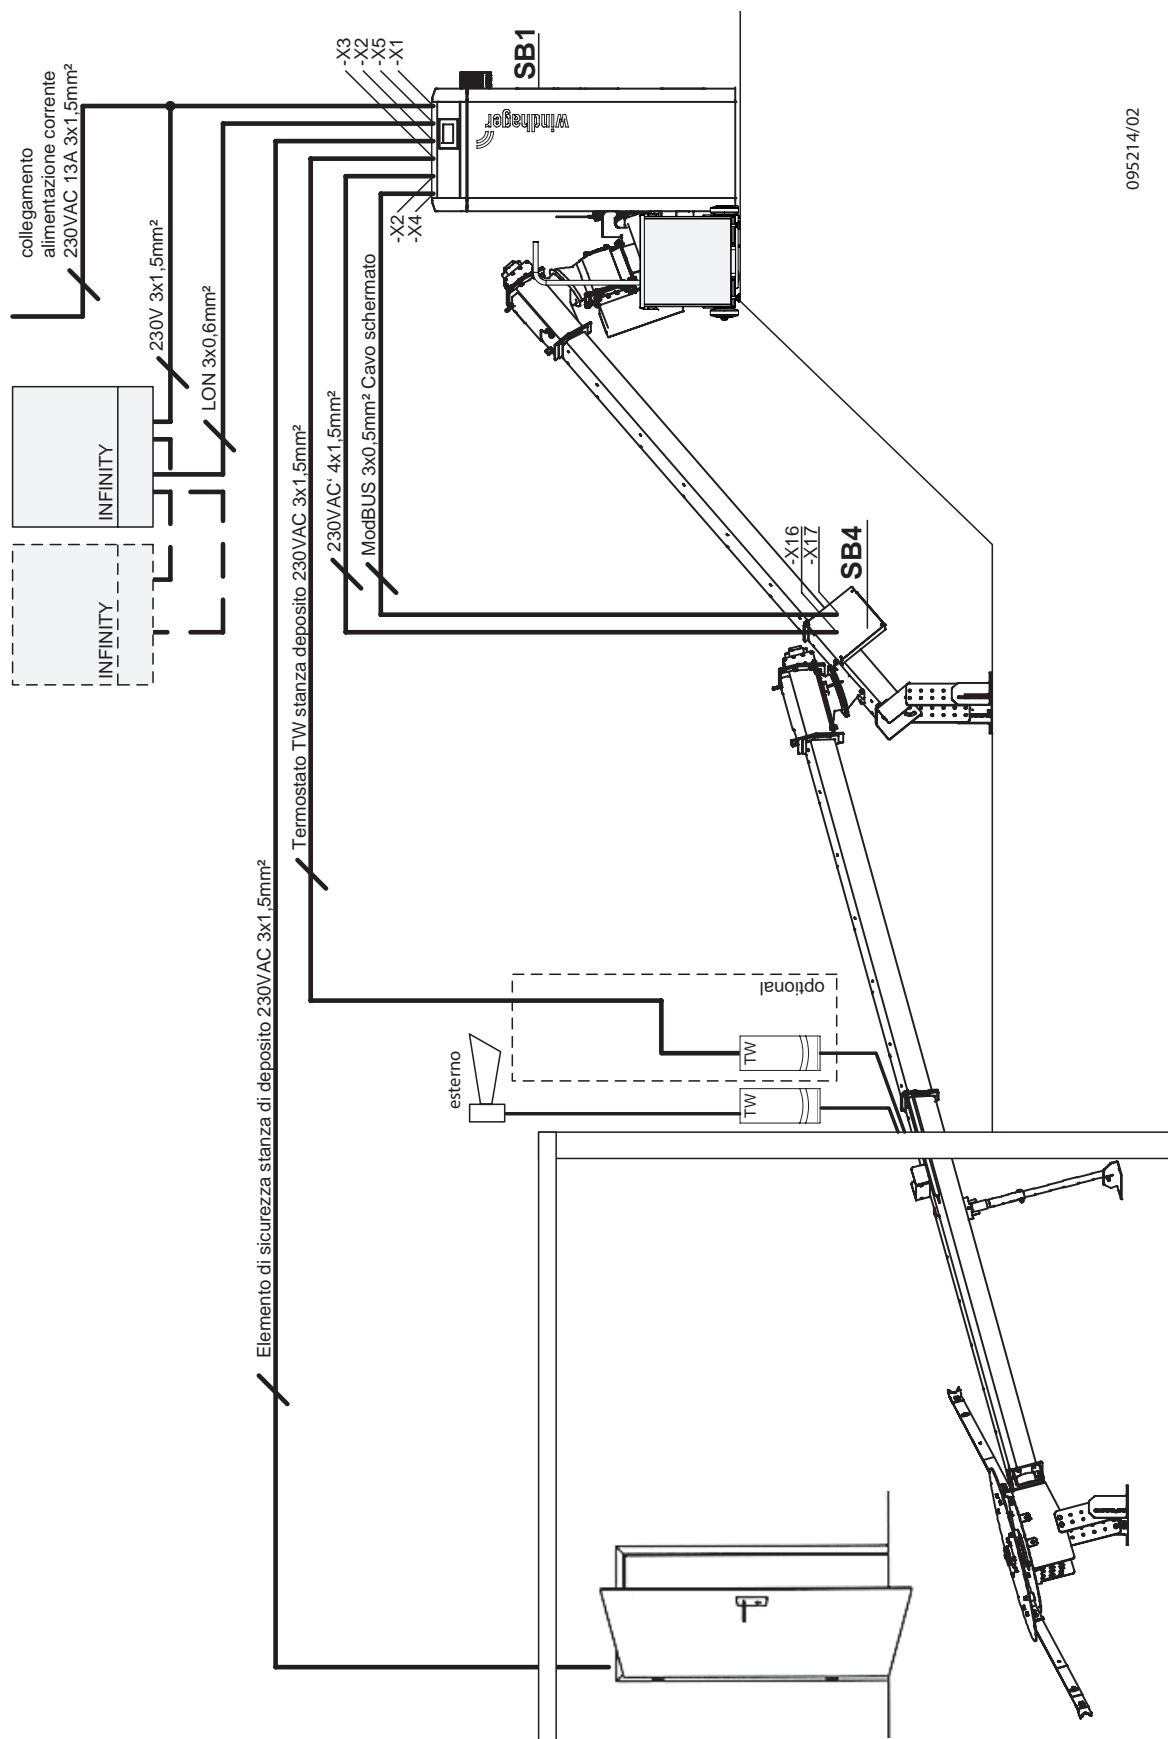 collegamento
alimentazione corrente
230VAC 13A 3x1,5mm²
230V 3x1,5mm²
LON 3x0,6mm²
INFINITY
INFINITY
Elemento di sicurezza stanza di deposito 230VAC 3x1,5mm²
Termostato TW stanza deposito 230VAC 3x1,5mm²
230VAC' 4x1,5mm²
ModBUS 3x0,5mm² Cavo schermato
-X3
-X2
-X5
-X1
-X2
-X4
SB1
windhager
-X16
-X17
SB4
esterno
TW
TW
optional
095214/02